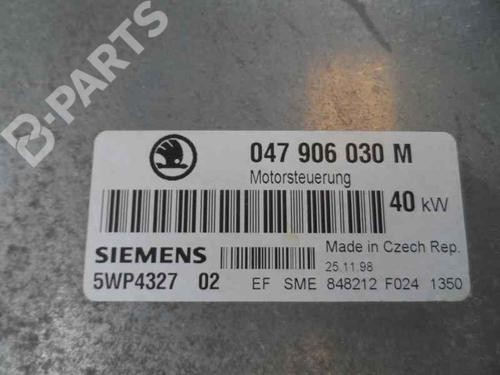 B-PARTS
047 906 030 M
Motorsteuerung
40 kW
SIEMENS
Made in Czech Rep.
25.11.98
5WP4327 02 EF SME 848212 F024 1350